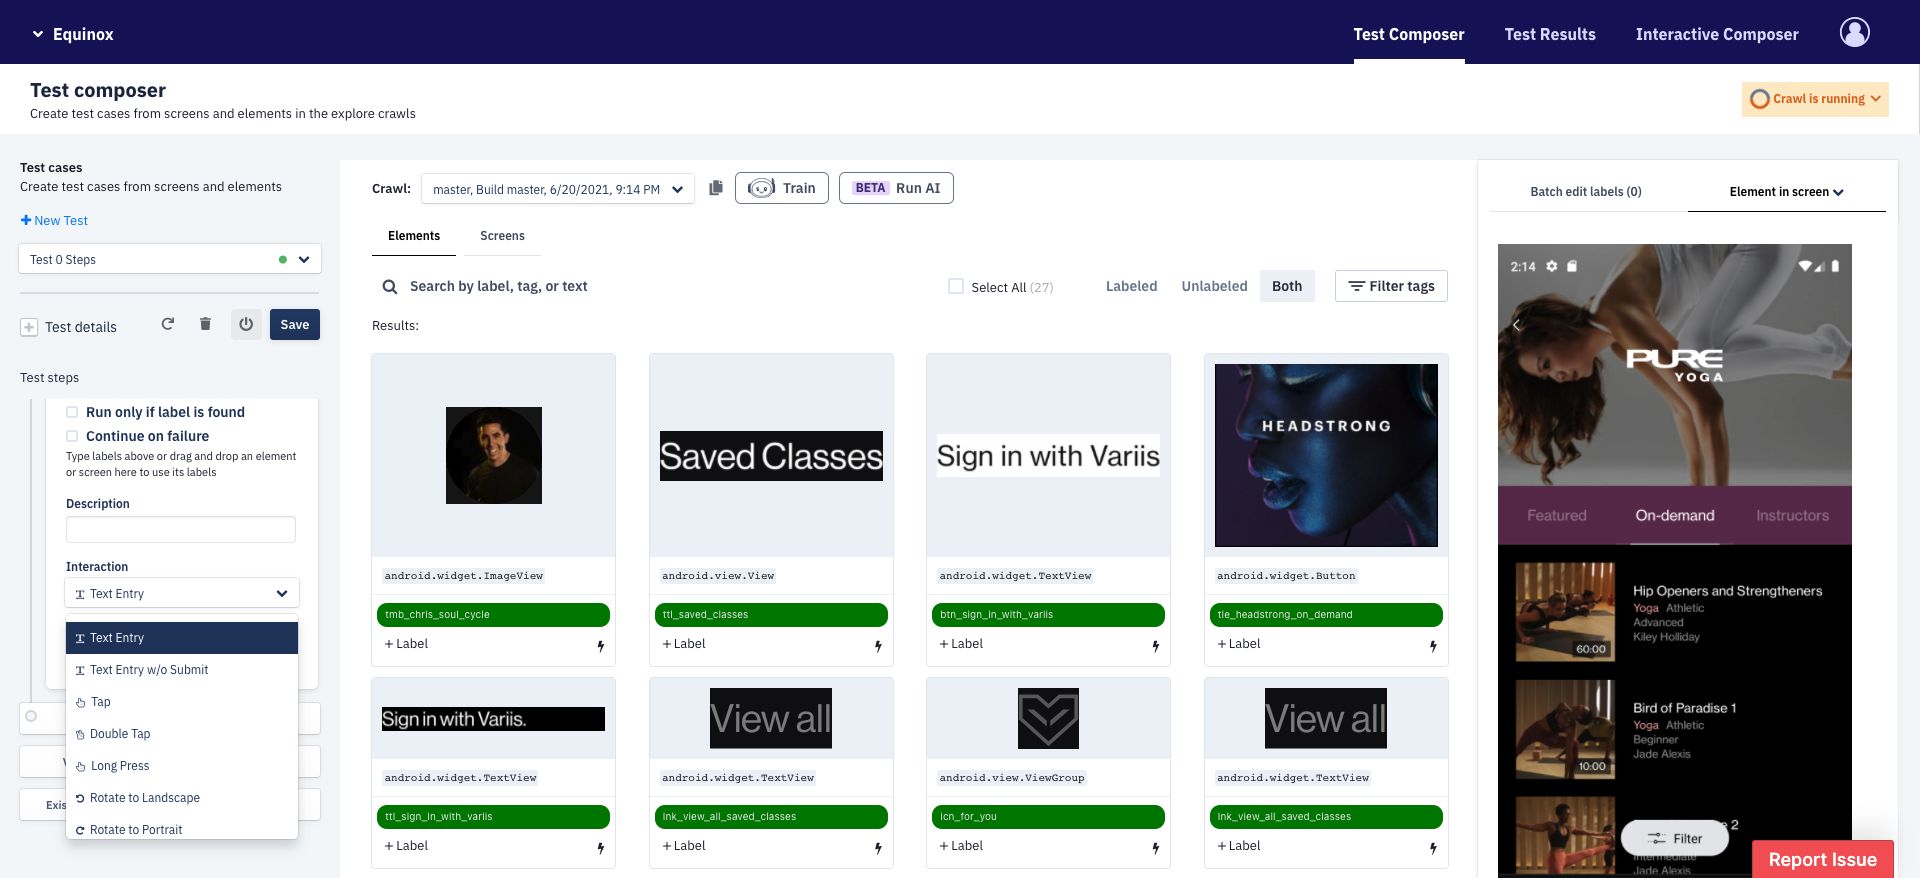 Equinox
Test Composer
Test Results
Interactive Composer
Test composer
Create test cases from screens and elements in the explore crawls
Crawl is running
Test cases
Create test cases from screens and elements
New Test
Test 0 Steps
Test details
Save
Test steps
Run only if label is found
Continue on failure
Type labels above or drag and drop an element
or screen here to use its labels
Description
Interaction
Text Entry
Text Entry
Text Entry w/o Submit
Tap
Double Tap
Long Press
Rotate to Landscape
Rotate to Portrait
Crawl:
master, Build master, 6/20/2021, 9:14 PM
Train
BETA Run AI
Elements
Screens
Search by label, tag, or text
Select All (27)
Labeled
Unlabeled
Both
Filter tags
Results:
Saved Classes
Sign in with Variis
HEADSTRONG
android.widget.ImageView
android.view.View
android.widget.TextView
android.widget.Button
tmb_chris_soul_cycle
ttl_saved_classes
btn_sign_in_with_variis
tle_headstrong_on_demand
+ Label
+ Label
+ Label
+ Label
Sign in with Variis.
View all
View all
android.widget.TextView
android.widget.TextView
android.view.ViewGroup
android.widget.TextView
ttl_sign_in_with_variis
lnk_view_all_saved_classes
icn_for_you
lnk_view_all_saved_classes
+ Label
+ Label
+ Label
+ Label
Batch edit labels (0)
Element in screen
2:14
PURE
YOGA
Featured
On-demand
Instructors
Hip Openers and Strengtheners
Yoga Athletic
Advanced
Kiley Holliday
60:00
Bird of Paradise 1
Yoga Athletic
Beginner
Jade Alexis
10:00
2
Filter
Intermediate
Jade Alexis
Report Issue